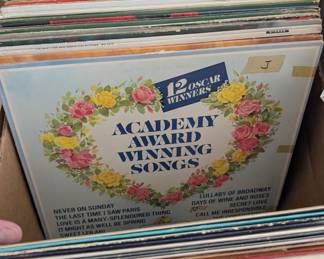 12 OSCAR
WINNERS
J
ACADEMY
AWARD
WINNING
SONGS
NEVER ON SUNDAY
THE LAST TIME I SAW PARIS
LOVE IS A MANY-SPLENDORED THING
IT MIGHT AS WELL BE SPRING
LULLABY OF BROADWAY
DAYS OF WINE AND ROSES
SECRET LOVE
CALL ME IRRESPONSIBLE